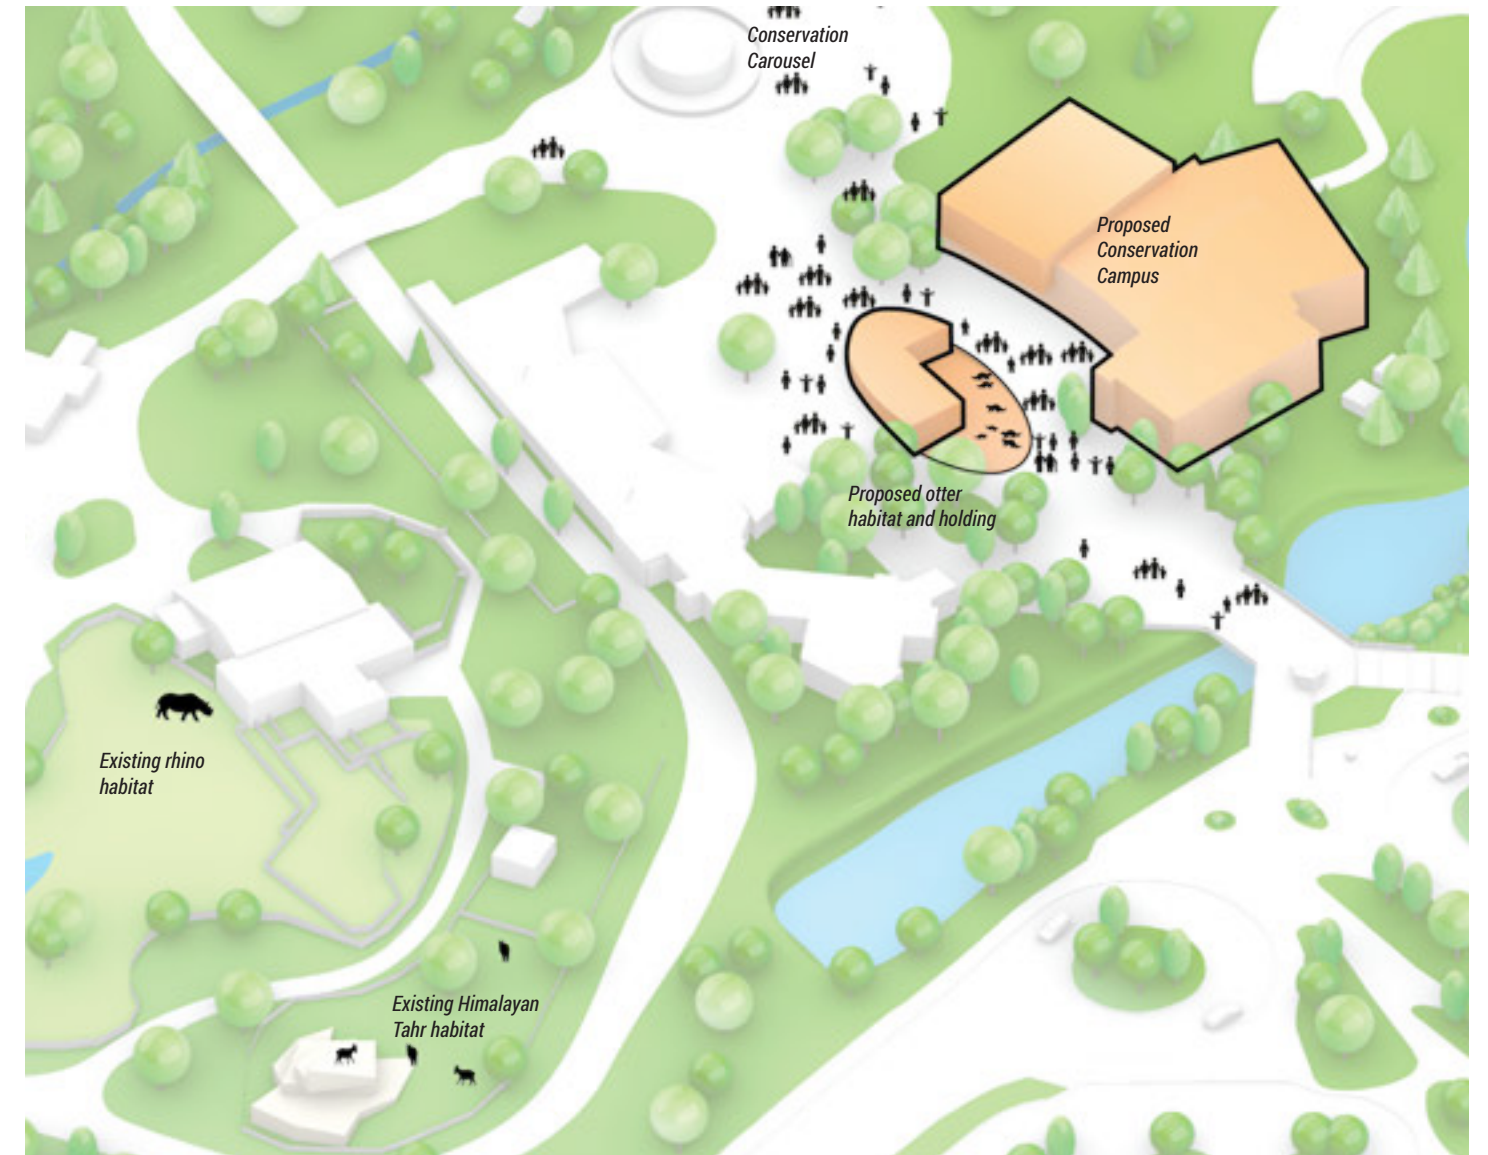 Conservation
Carousel
Proposed
Conservation
Campus
Proposed otter
habitat and holding
Existing rhino
habitat
Existing Himalayan
Tahr habitat